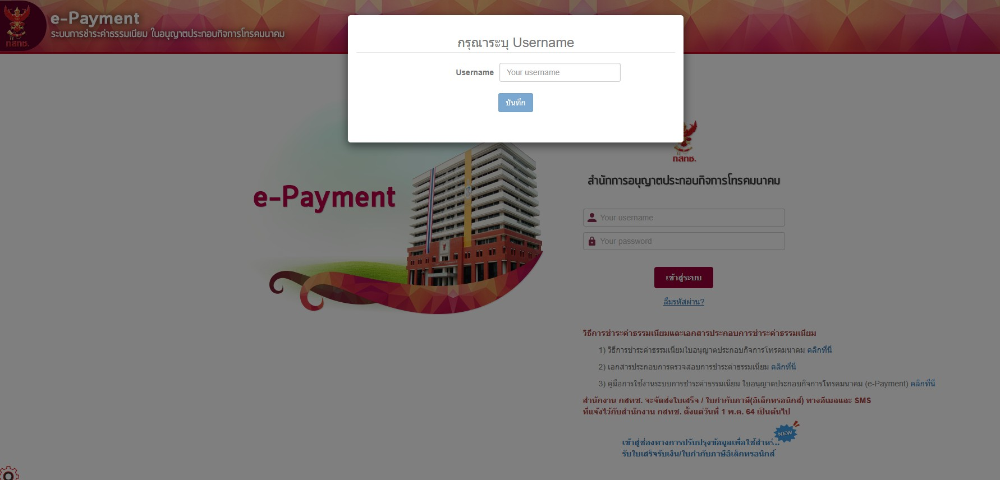 e-Payment
ระบบการชำระค่าธรรมเนียม ใบอนุญาตประกอบกิจการโทรคมนาคม
กสทช.
กรุณาระบุ Username
Username
Your username
บันทึก
กสทช.
สำนักการอนุญาตประกอบกิจการโทรคมนาคม
e-Payment
Your username
Your password
เข้าสู่ระบบ
ลืมรหัสผ่าน?
วิธีการชำระค่าธรรมเนียมและเอกสารประกอบการชำระค่าธรรมเนียม
1) วิธีการชำระค่าธรรมเนียมใบอนุญาตประกอบกิจการโทรคมนาคม คลิกที่นี่
2) เอกสารประกอบการตรวจสอบการชำระค่าธรรมเนียม คลิกที่นี่
3) คู่มือการใช้งานระบบการชำระค่าธรรมเนียม ใบอนุญาตประกอบกิจการโทรคมนาคม (e-Payment) คลิกที่นี่
สำนักงาน กสทช. จะจัดส่งใบเสร็จ / ใบกำกับภาษี(อิเล็กทรอนิกส์) ทางอีเมลและ SMS
ที่แจ้งไว้กับสำนักงาน กสทช. ตั้งแต่วันที่ 1 พ.ค. 64 เป็นต้นไป
NEW
เข้าสู่ช่องทางการปรับปรุงข้อมูลเพื่อใช้สำหรับ
รับใบเสร็จรับเงิน/ใบกำกับภาษีอิเล็กทรอนิกส์